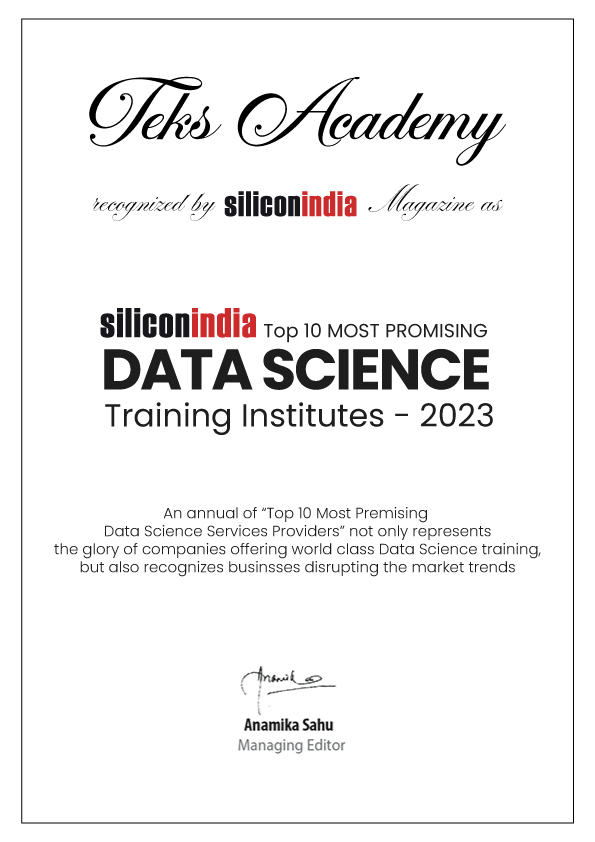 Teks Academy
recognized by siliconindia Magazine as
siliconindia Top 10 MOST PROMISING
DATA SCIENCE
Training Institutes - 2023
An annual of “Top 10 Most Premising
Data Science Services Providers” not only represents
the glory of companies offering world class Data Science training,
but also recognizes businsses disrupting the market trends
Anamika
Anamika Sahu
Managing Editor